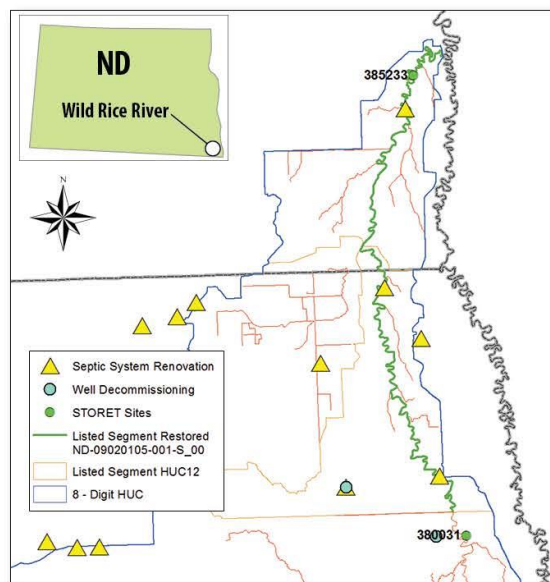 ND
Wild Rice River
385233
N
Septic System Renovation
Well Decommissioning
STORET Sites
Listed Segment Restored
ND-09020105-001-S_00
Listed Segment HUC12
8 - Digit HUC
380031